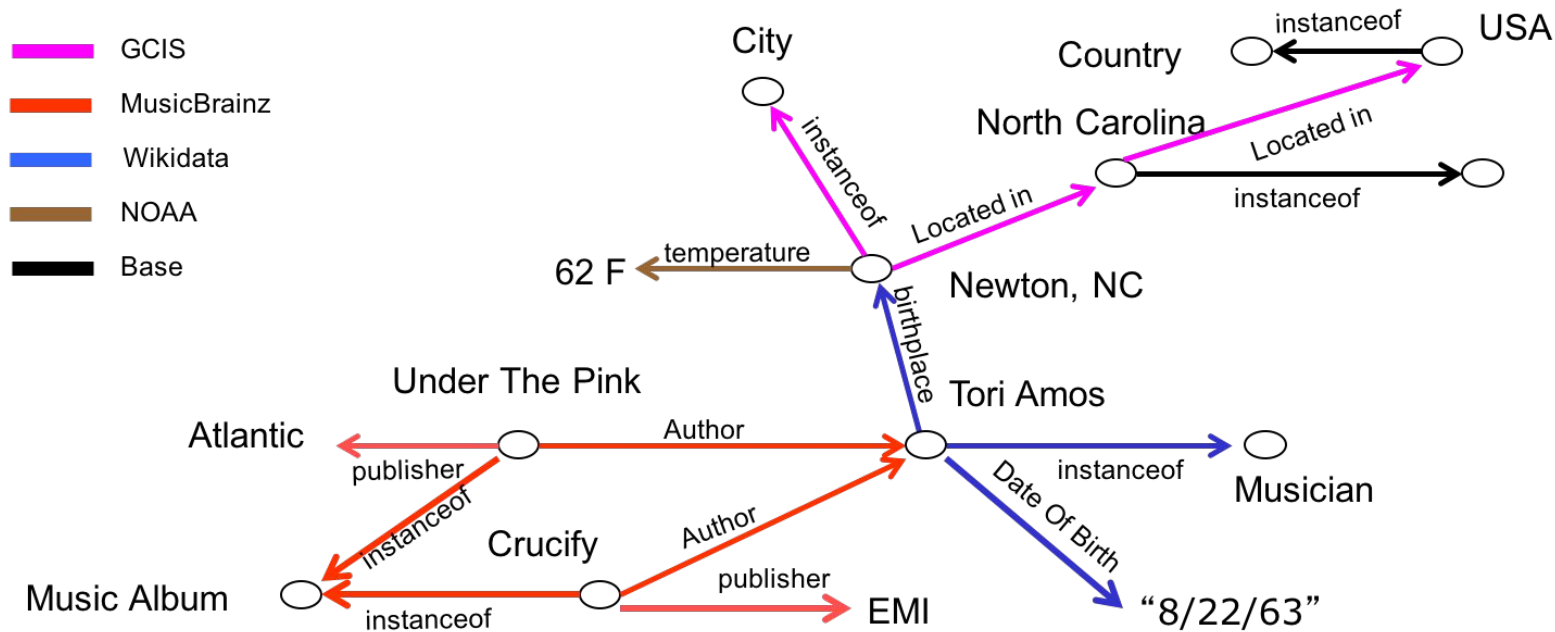 GCIS
MusicBrainz
Wikidata
NOAA
Base
City
Country
instanceof
USA
instanceof
North Carolina
Located in
instanceof
Located in
62 F
temperature
Newton, NC
birthplace
Under The Pink
Tori Amos
Atlantic
publisher
Author
instanceof
Musician
instanceof
Crucify
Author
Date Of Birth
Music Album
instanceof
publisher
EMI
“8/22/63”